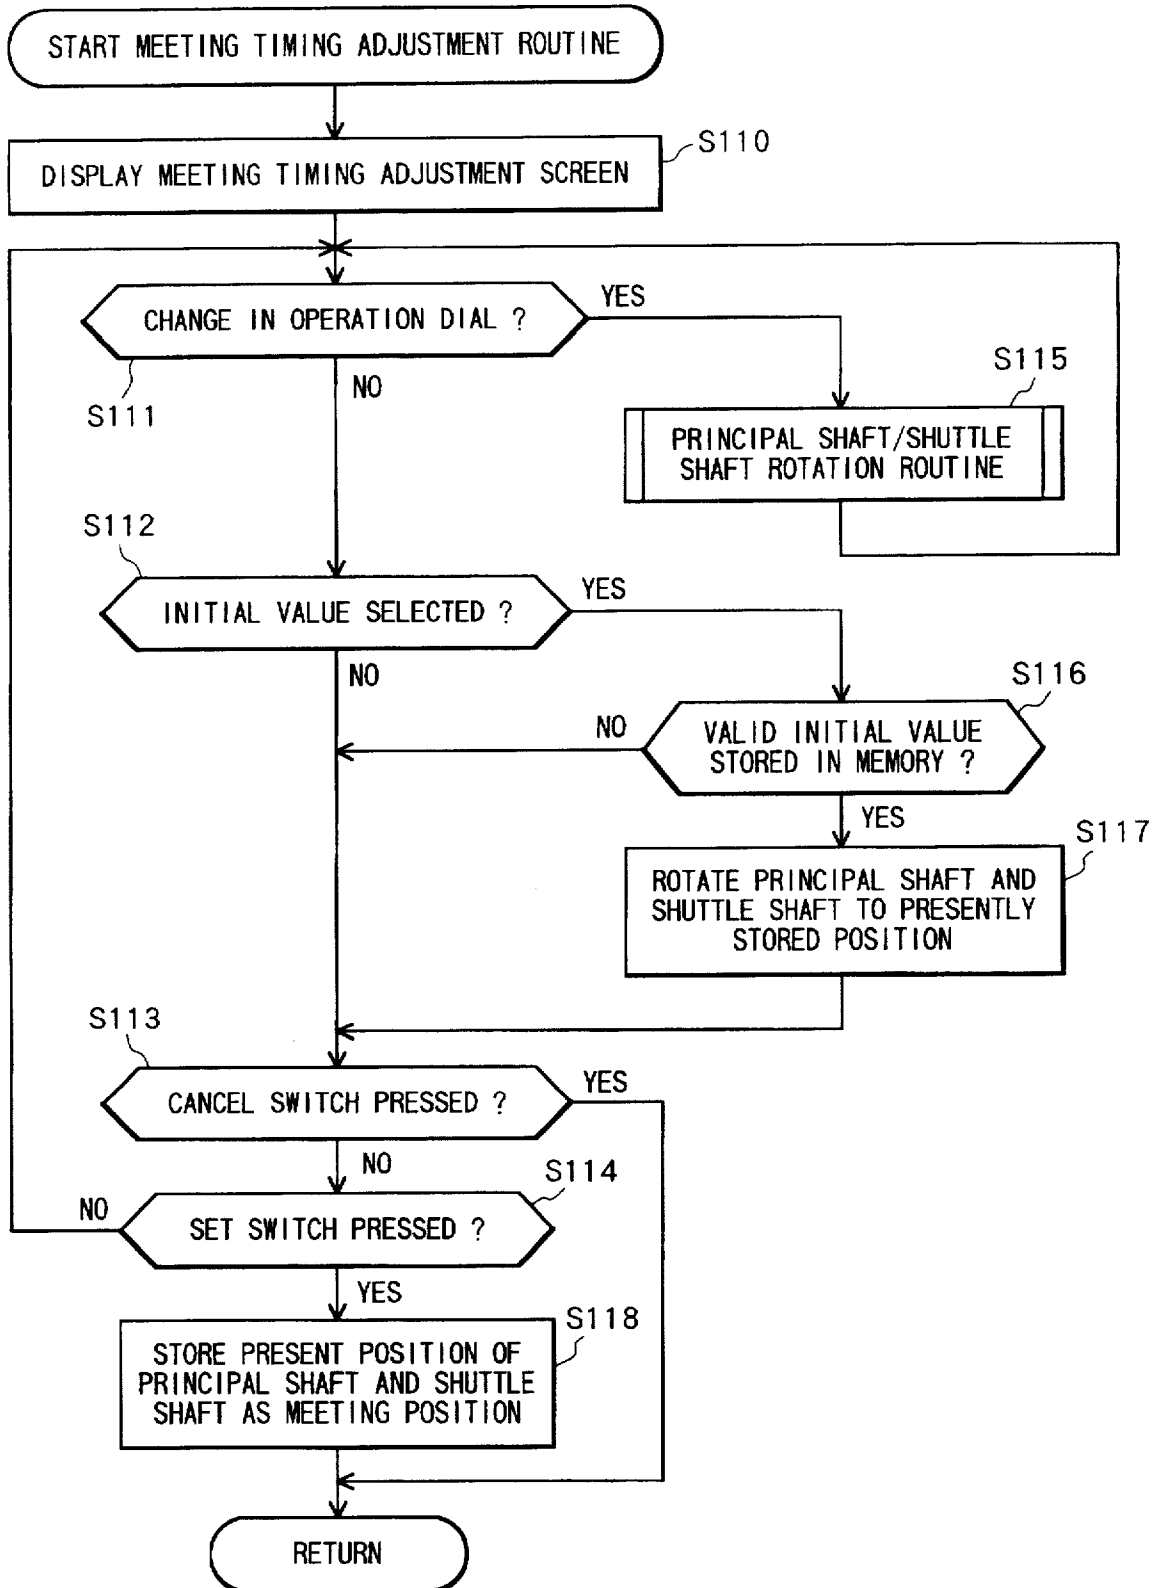 START MEETING TIMING ADJUSTMENT ROUTINE
S110
DISPLAY MEETING TIMING ADJUSTMENT SCREEN
CHANGE IN OPERATION DIAL ?
YES
S111
NO
S115
PRINCIPAL SHAFT/SHUTTLE
SHAFT ROTATION ROUTINE
S112
INITIAL VALUE SELECTED ?
YES
NO
S116
VALID INITIAL VALUE
STORED IN MEMORY ?
NO
YES
S117
ROTATE PRINCIPAL SHAFT AND
SHUTTLE SHAFT TO PRESENTLY
STORED POSITION
S113
CANCEL SWITCH PRESSED ?
YES
NO
S114
SET SWITCH PRESSED ?
NO
YES
S118
STORE PRESENT POSITION OF
PRINCIPAL SHAFT AND SHUTTLE
SHAFT AS MEETING POSITION
RETURN